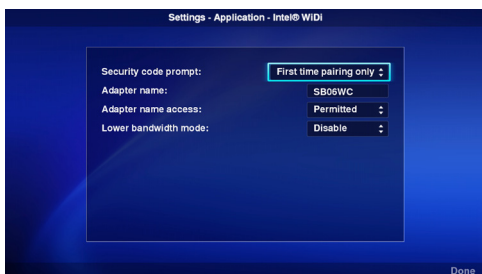 Settings - Application - Intel® WiDi
Security code prompt: First time pairing only
Adapter name: SB06WC
Adapter name access: Permitted
Lower bandwidth mode: Disable
Done